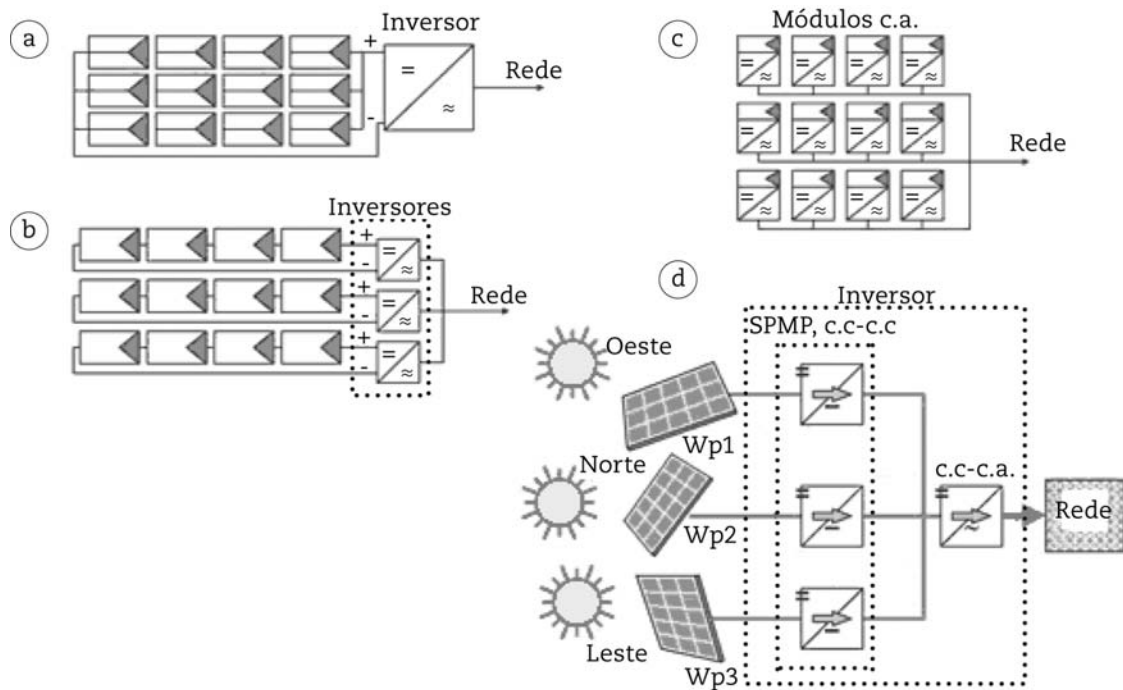 a
Inversor
+
=
≈
-
Rede
b
Inversores
+
-
=
≈
+
-
=
≈
+
-
=
≈
Rede
c
Módulos c.a.
=
≈
=
≈
=
≈
=
≈
=
≈
=
≈
=
≈
=
≈
=
≈
=
≈
=
≈
=
≈
Rede
d
Inversor
SPMP, c.c-c.c
Oeste
Wp1
Norte
Wp2
Leste
Wp3
c.c-c.a.
Rede